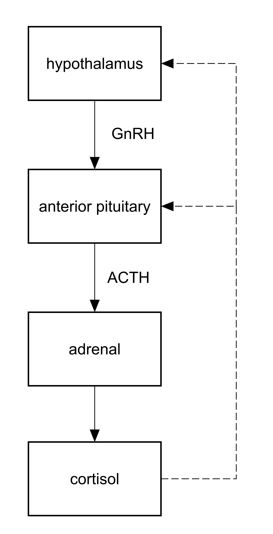 hypothalamus
GnRH
anterior pituitary
ACTH
adrenal
cortisol